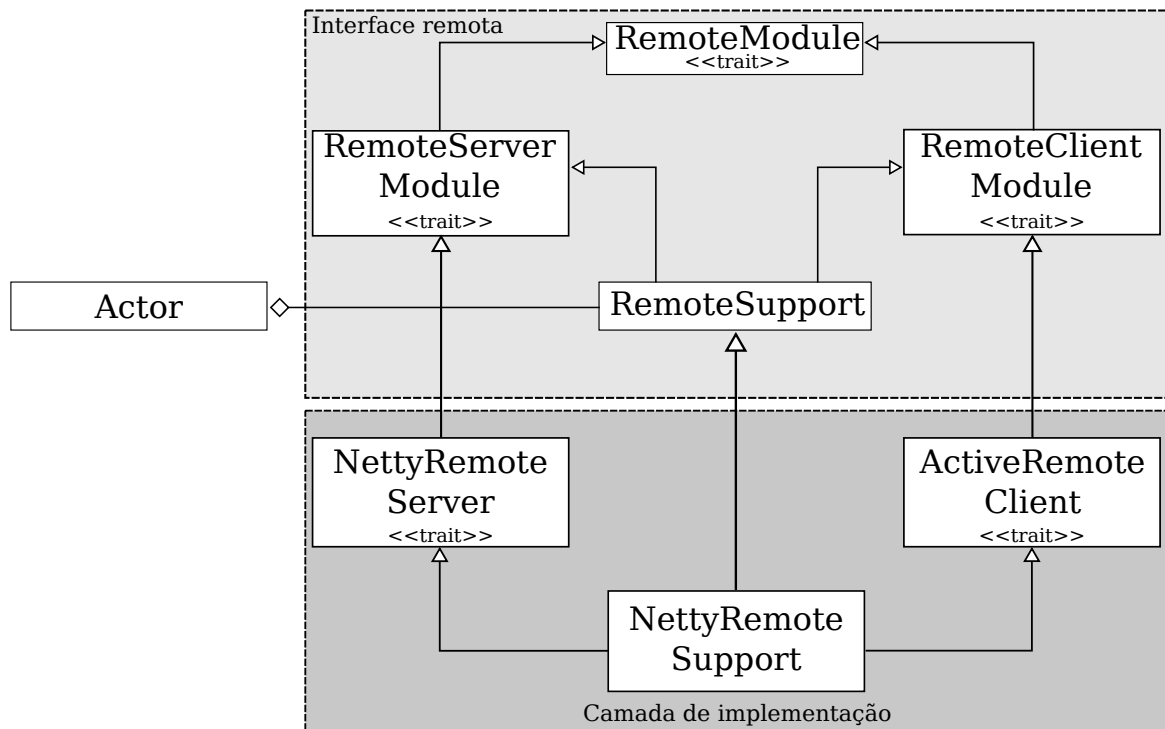 Interface remota
RemoteModule
<<trait>>
RemoteServer
Module
<<trait>>
RemoteClient
Module
<<trait>>
Actor
RemoteSupport
NettyRemote
Server
<<trait>>
ActiveRemote
Client
<<trait>>
NettyRemote
Support
Camada de implementação